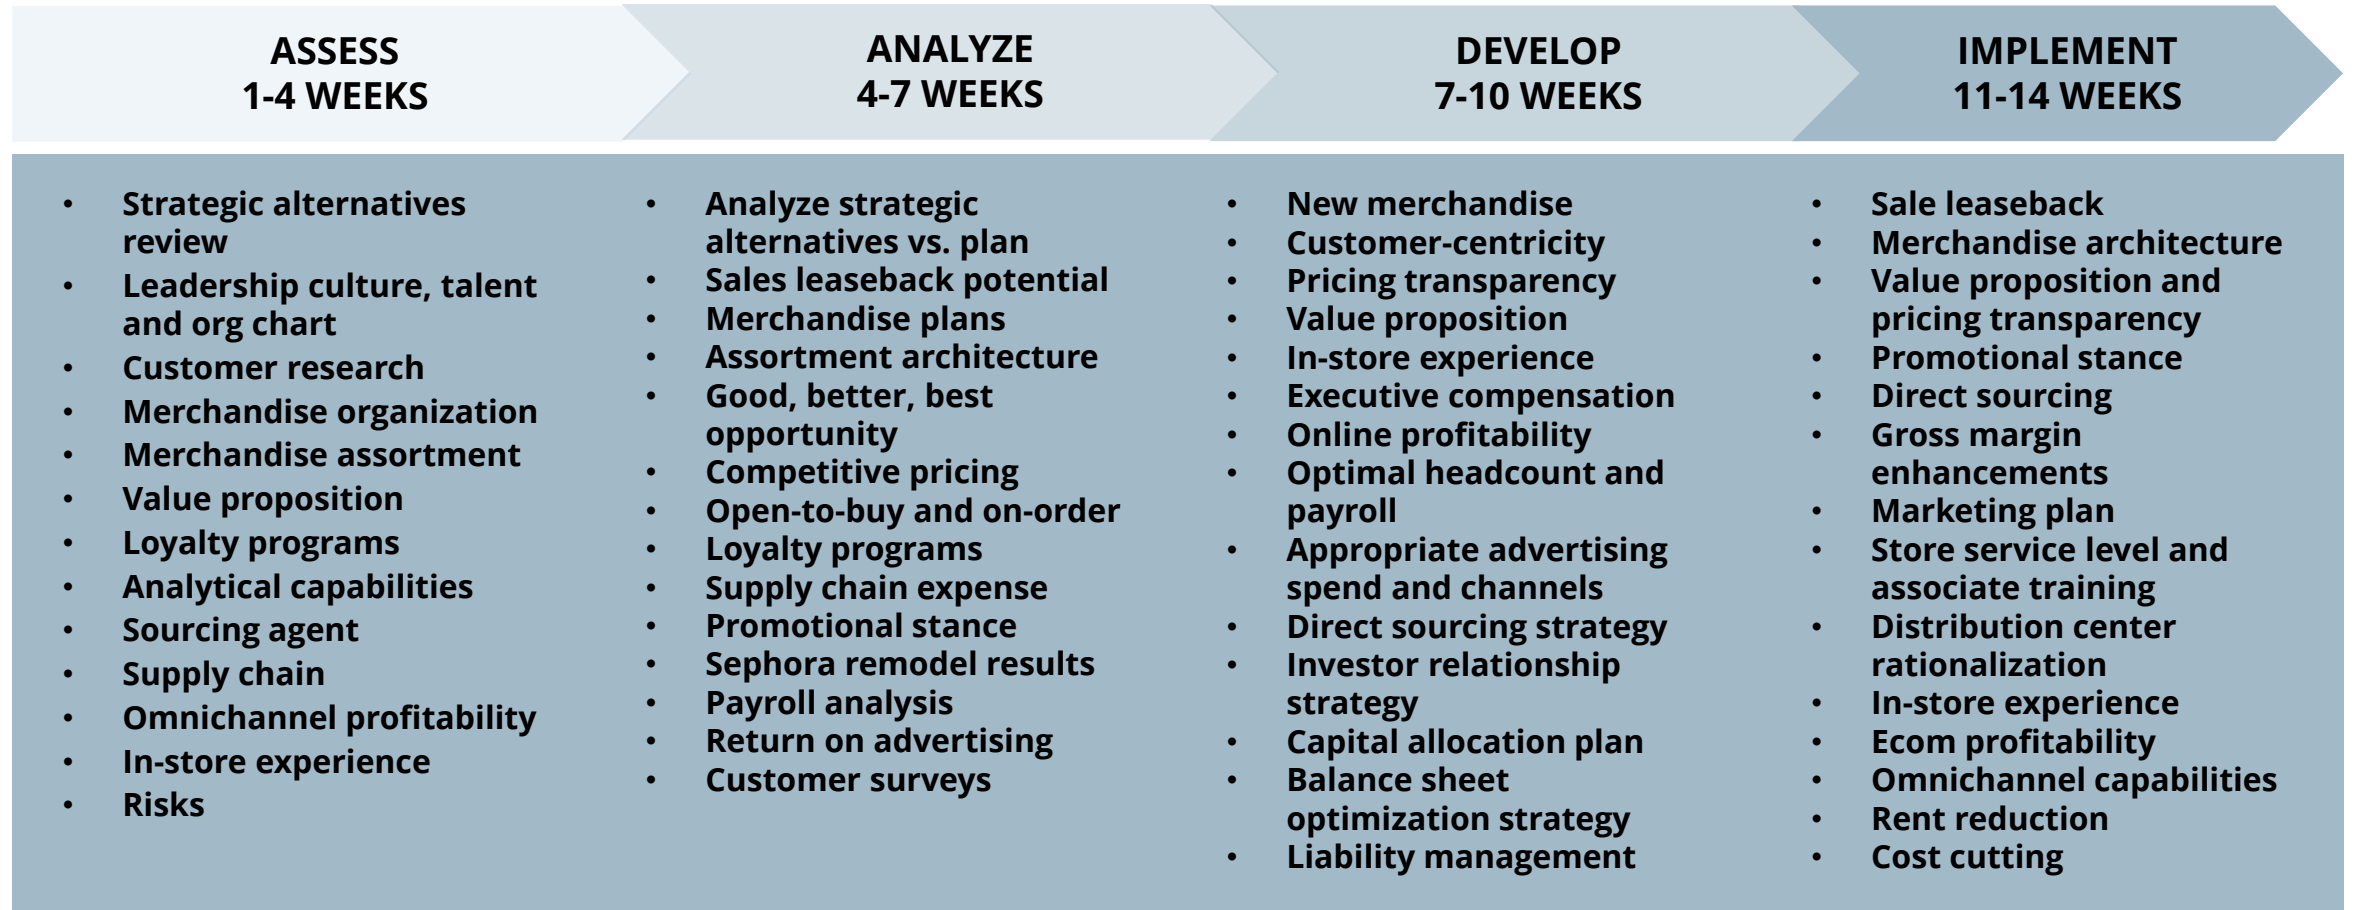 ASSESS
1-4 WEEKS
ANALYZE
4-7 WEEKS
DEVELOP
7-10 WEEKS
IMPLEMENT
11-14 WEEKS
• Strategic alternatives
review
• Leadership culture, talent
and org chart
• Customer research
• Merchandise organization
• Merchandise assortment
• Value proposition
• Loyalty programs
• Analytical capabilities
• Sourcing agent
• Supply chain
• Omnichannel profitability
• In-store experience
• Risks
• Analyze strategic
alternatives vs. plan
• Sales leaseback potential
• Merchandise plans
• Assortment architecture
• Good, better, best
opportunity
• Competitive pricing
• Open-to-buy and on-order
• Loyalty programs
• Supply chain expense
• Promotional stance
• Sephora remodel results
• Payroll analysis
• Return on advertising
• Customer surveys
• New merchandise
• Customer-centricity
• Pricing transparency
• Value proposition
• In-store experience
• Executive compensation
• Online profitability
• Optimal headcount and
payroll
• Appropriate advertising
spend and channels
• Direct sourcing strategy
• Investor relationship
strategy
• Capital allocation plan
• Balance sheet
optimization strategy
• Liability management
• Sale leaseback
• Merchandise architecture
• Value proposition and
pricing transparency
• Promotional stance
• Direct sourcing
• Gross margin
enhancements
• Marketing plan
• Store service level and
associate training
• Distribution center
rationalization
• In-store experience
• Ecom profitability
• Omnichannel capabilities
• Rent reduction
• Cost cutting